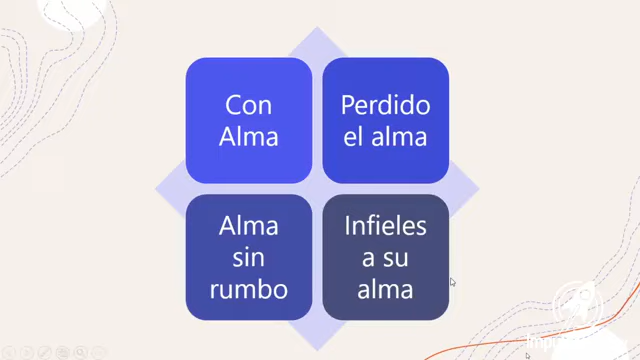 Con
Alma
Perdido
el alma
Alma
sin
rumbo
Infieles
a su
alma